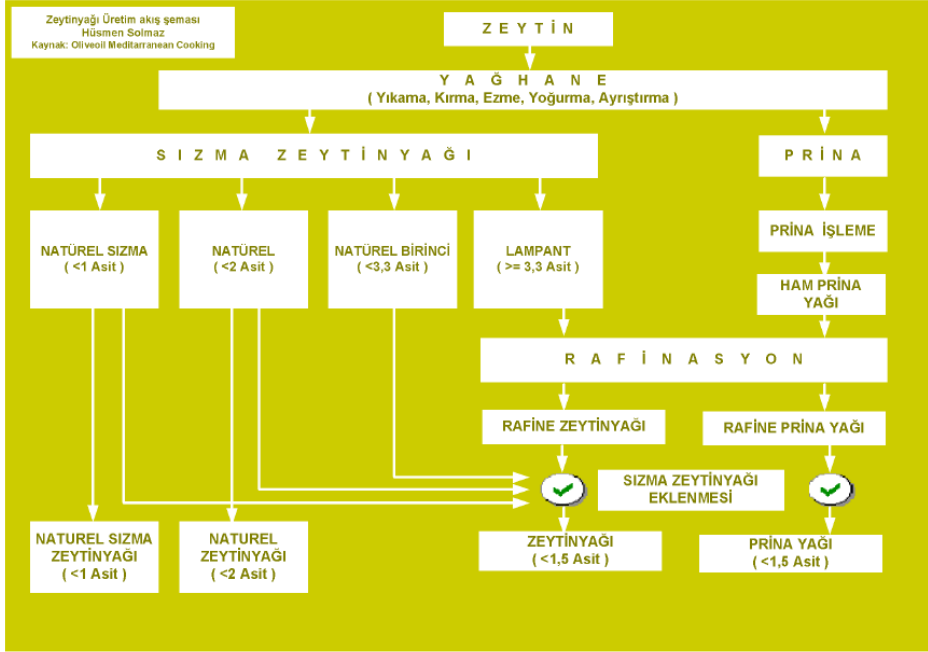 Zeytinyağı Üretim akış şeması
Hüsmen Solmaz
Kaynak: Oliveoil Meditarranean Cooking
Z E Y T İ N
Y A Ğ H A N E
( Yıkama, Kırma, Ezme, Yoğurma, Ayrıştırma )
S I Z M A Z E Y T İ N Y A Ğ I
P R İ N A
NATÜREL SIZMA
( <1 Asit )
NATÜREL
( <2 Asit )
NATÜREL BİRİNCİ
( <3,3 Asit )
LAMPANT
( >= 3,3 Asit )
PRİNA İŞLEME
HAM PRİNA
YAĞI
R A F İ N A S Y O N
RAFİNE ZEYTİNYAĞI
RAFİNE PRİNA YAĞI
SIZMA ZEYTİNYAĞI
EKLENMESİ
NATUREL SIZMA
ZEYTİNYAĞI
( <1 Asit )
NATUREL
ZEYTİNYAĞI
( <2 Asit )
ZEYTİNYAĞI
( <1,5 Asit )
PRİNA YAĞI
( <1,5 Asit )